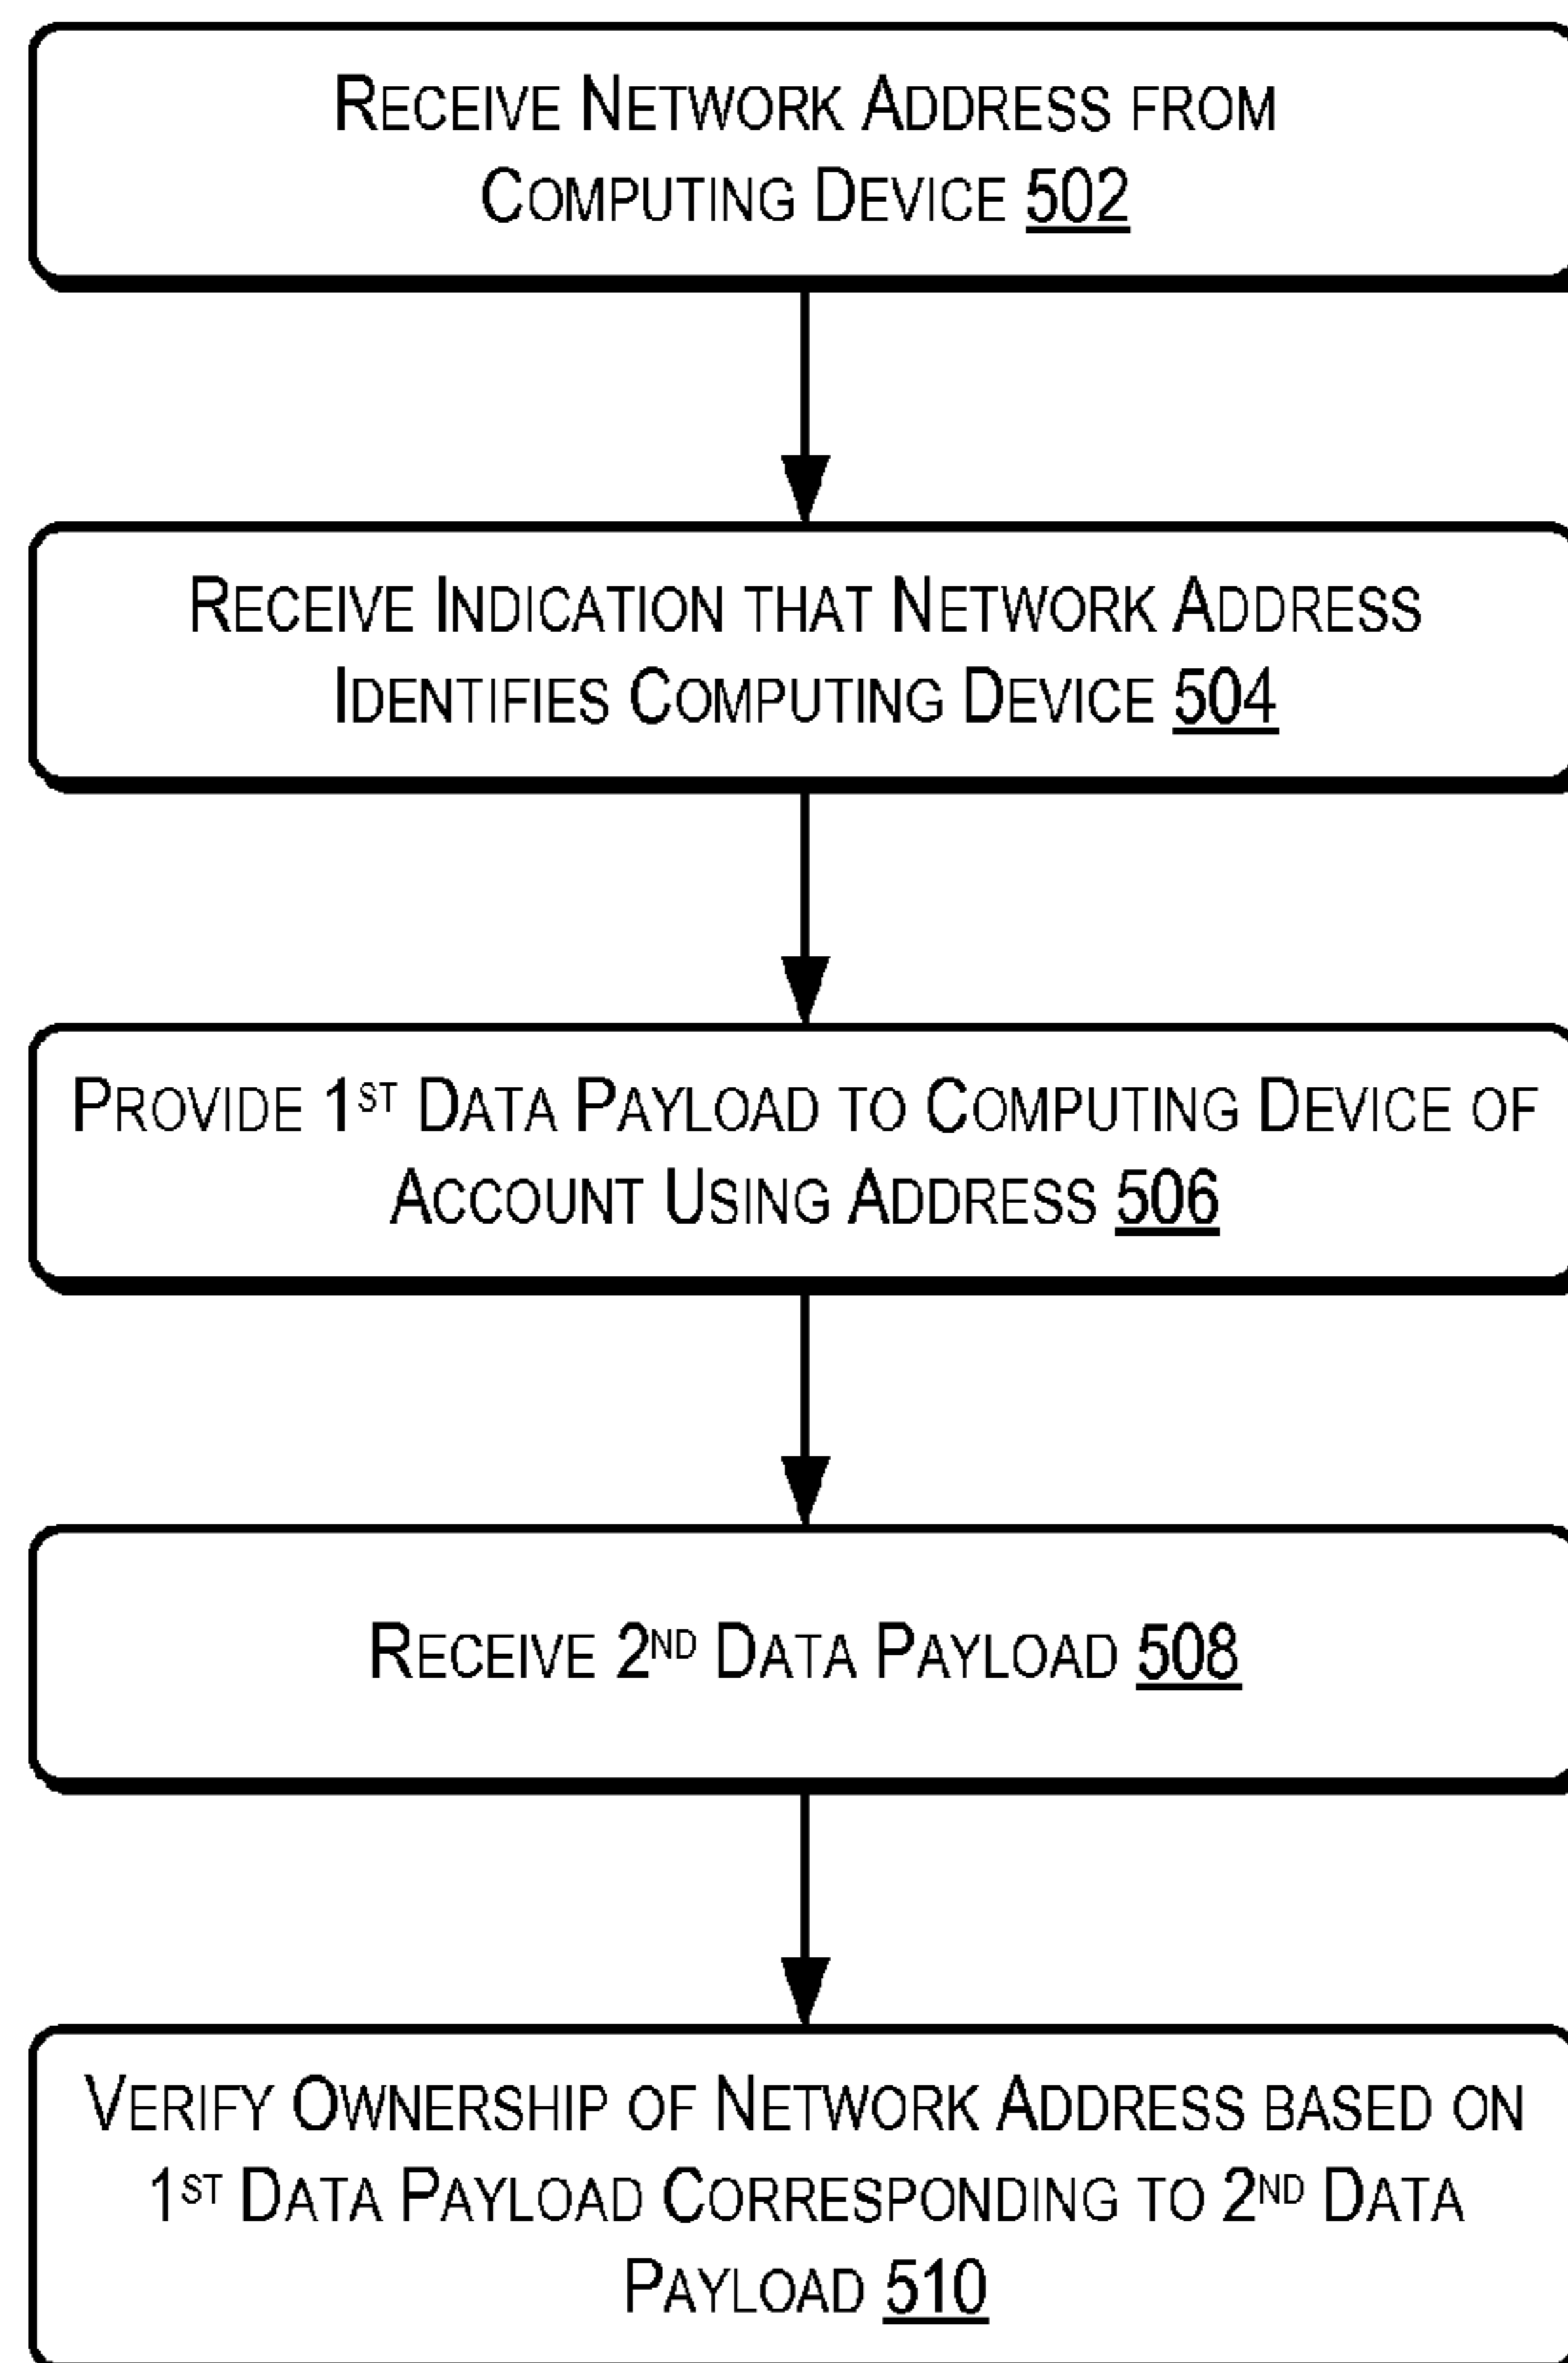 RECEIVE NETWORK ADDRESS FROM
COMPUTING DEVICE 502
RECEIVE INDICATION THAT NETWORK ADDRESS
IDENTIFIES COMPUTING DEVICE 504
PROVIDE 1ST DATA PAYLOAD TO COMPUTING DEVICE OF
ACCOUNT USING ADDRESS 506
RECEIVE 2ND DATA PAYLOAD 508
VERIFY OWNERSHIP OF NETWORK ADDRESS BASED ON
1ST DATA PAYLOAD CORRESPONDING TO 2ND DATA
PAYLOAD 510